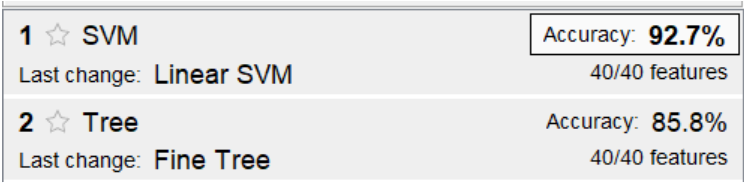 1 ☆ SVM Accuracy: 92.7%
Last change: Linear SVM 40/40 features
2 ☆ Tree Accuracy: 85.8%
Last change: Fine Tree 40/40 features